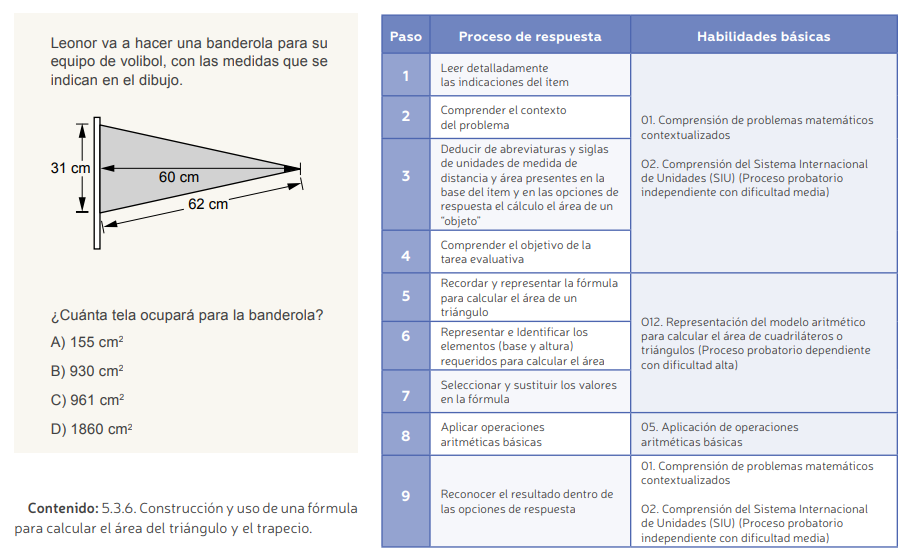 Leonor va a hacer una banderola para su
equipo de volibol, con las medidas que se
indican en el dibujo.
31 cm
60 cm
62 cm
¿Cuánta tela ocupará para la banderola?
A) 155 cm²
B) 930 cm²
C) 961 cm²
D) 1860 cm²
Contenido: 5.3.6. Construcción y uso de una fórmula
para calcular el área del triángulo y el trapecio.
Paso
Proceso de respuesta
Habilidades básicas
1
Leer detalladamente
las indicaciones del ítem
2
Comprender el contexto
del problema
3
Deducir de abreviaturas y siglas
de unidades de medida de
distancia y área presentes en la
base del ítem y en las opciones de
respuesta el cálculo el área de un
“objeto”
4
Comprender el objetivo de la
tarea evaluativa
01. Comprensión de problemas matemáticos
contextualizados
O2. Comprensión del Sistema Internacional
de Unidades (SIU) (Proceso probatorio
independiente con dificultad media)
5
Recordar y representar la fórmula
para calcular el área de un
triángulo
6
Representar e Identificar los
elementos (base y altura)
requeridos para calcular el área
7
Seleccionar y sustituir los valores
en la fórmula
O12. Representación del modelo aritmético
para calcular el área de cuadriláteros o
triángulos (Proceso probatorio dependiente
con dificultad alta)
8
Aplicar operaciones
aritméticas básicas
05. Aplicación de operaciones
aritméticas básicas
9
Reconocer el resultado dentro de
las opciones de respuesta
01. Comprensión de problemas matemáticos
contextualizados
O2. Comprensión del Sistema Internacional
de Unidades (SIU) (Proceso probatorio
independiente con dificultad media)